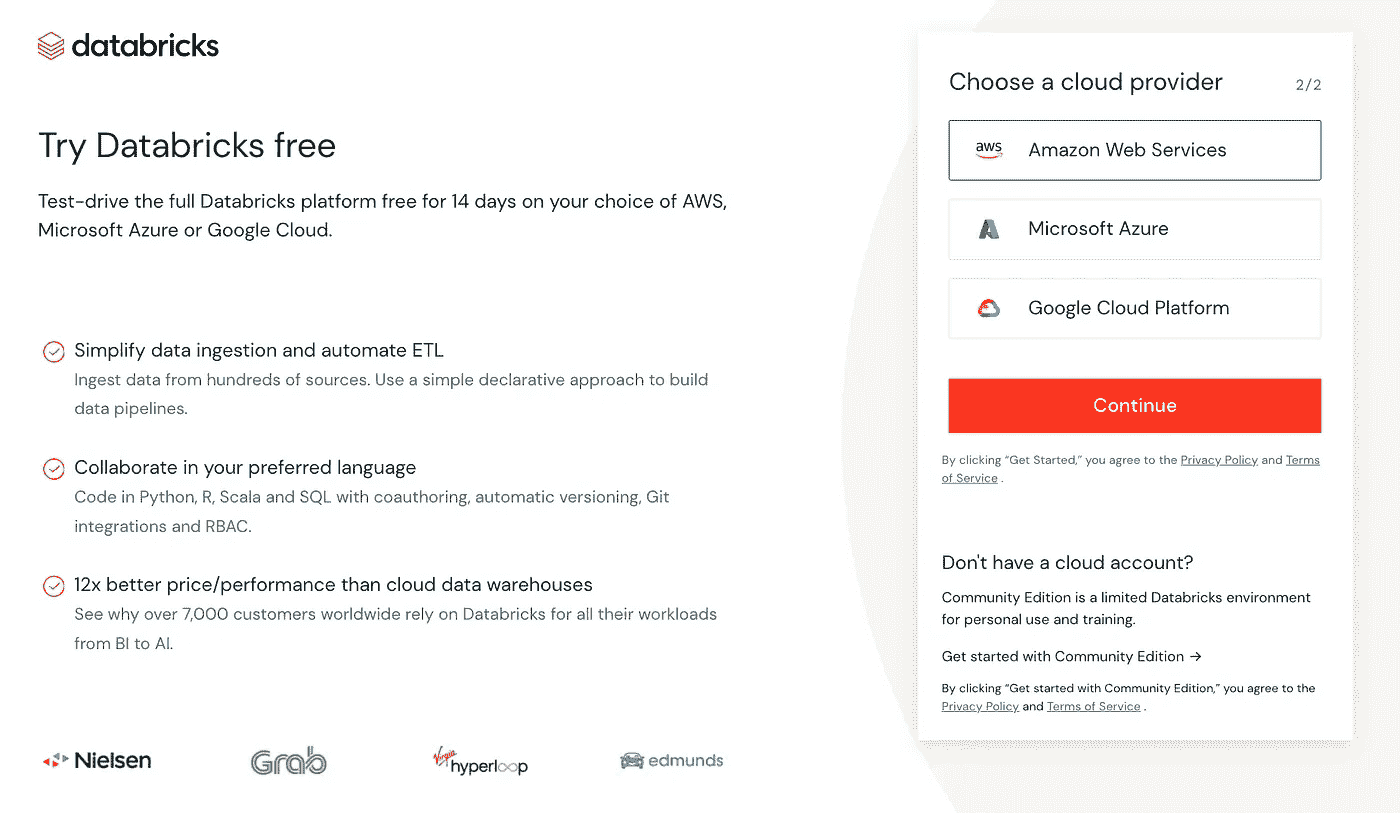 databricks
Try Databricks free
Test-drive the full Databricks platform free for 14 days on your choice of AWS,
Microsoft Azure or Google Cloud.
Simplify data ingestion and automate ETL
Ingest data from hundreds of sources. Use a simple declarative approach to build
data pipelines.
Collaborate in your preferred language
Code in Python, R, Scala and SQL with coauthoring, automatic versioning, Git
integrations and RBAC.
12x better price/performance than cloud data warehouses
See why over 7,000 customers worldwide rely on Databricks for all their workloads
from BI to AI.
Nielsen
Grab
Virgin
hyperloop
edmunds
Choose a cloud provider
2/2
aws
Amazon Web Services
Microsoft Azure
Google Cloud Platform
Continue
By clicking “Get Started,” you agree to the Privacy Policy and Terms
of Service .
Don't have a cloud account?
Community Edition is a limited Databricks environment
for personal use and training.
Get started with Community Edition →
By clicking “Get started with Community Edition,” you agree to the
Privacy Policy and Terms of Service .